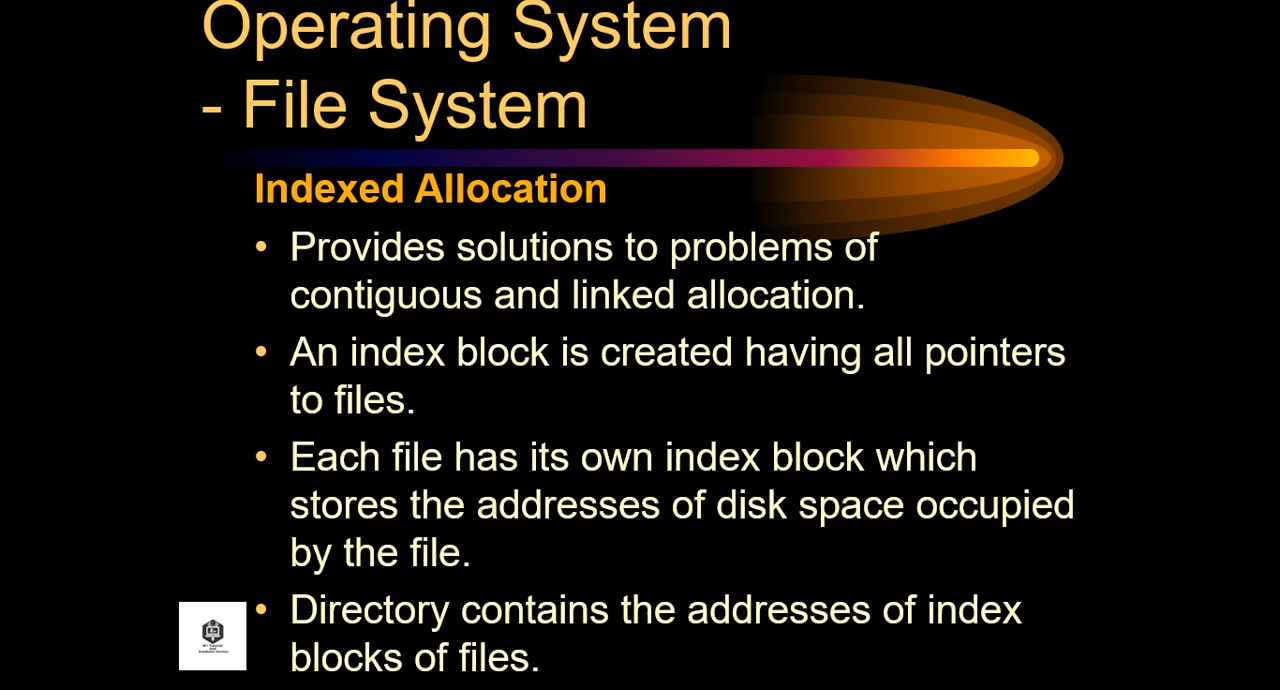 Operating System
- File System
Indexed Allocation
• Provides solutions to problems of
contiguous and linked allocation.
• An index block is created having all pointers
to files.
• Each file has its own index block which
stores the addresses of disk space occupied
by the file.
• Directory contains the addresses of index
blocks of files.